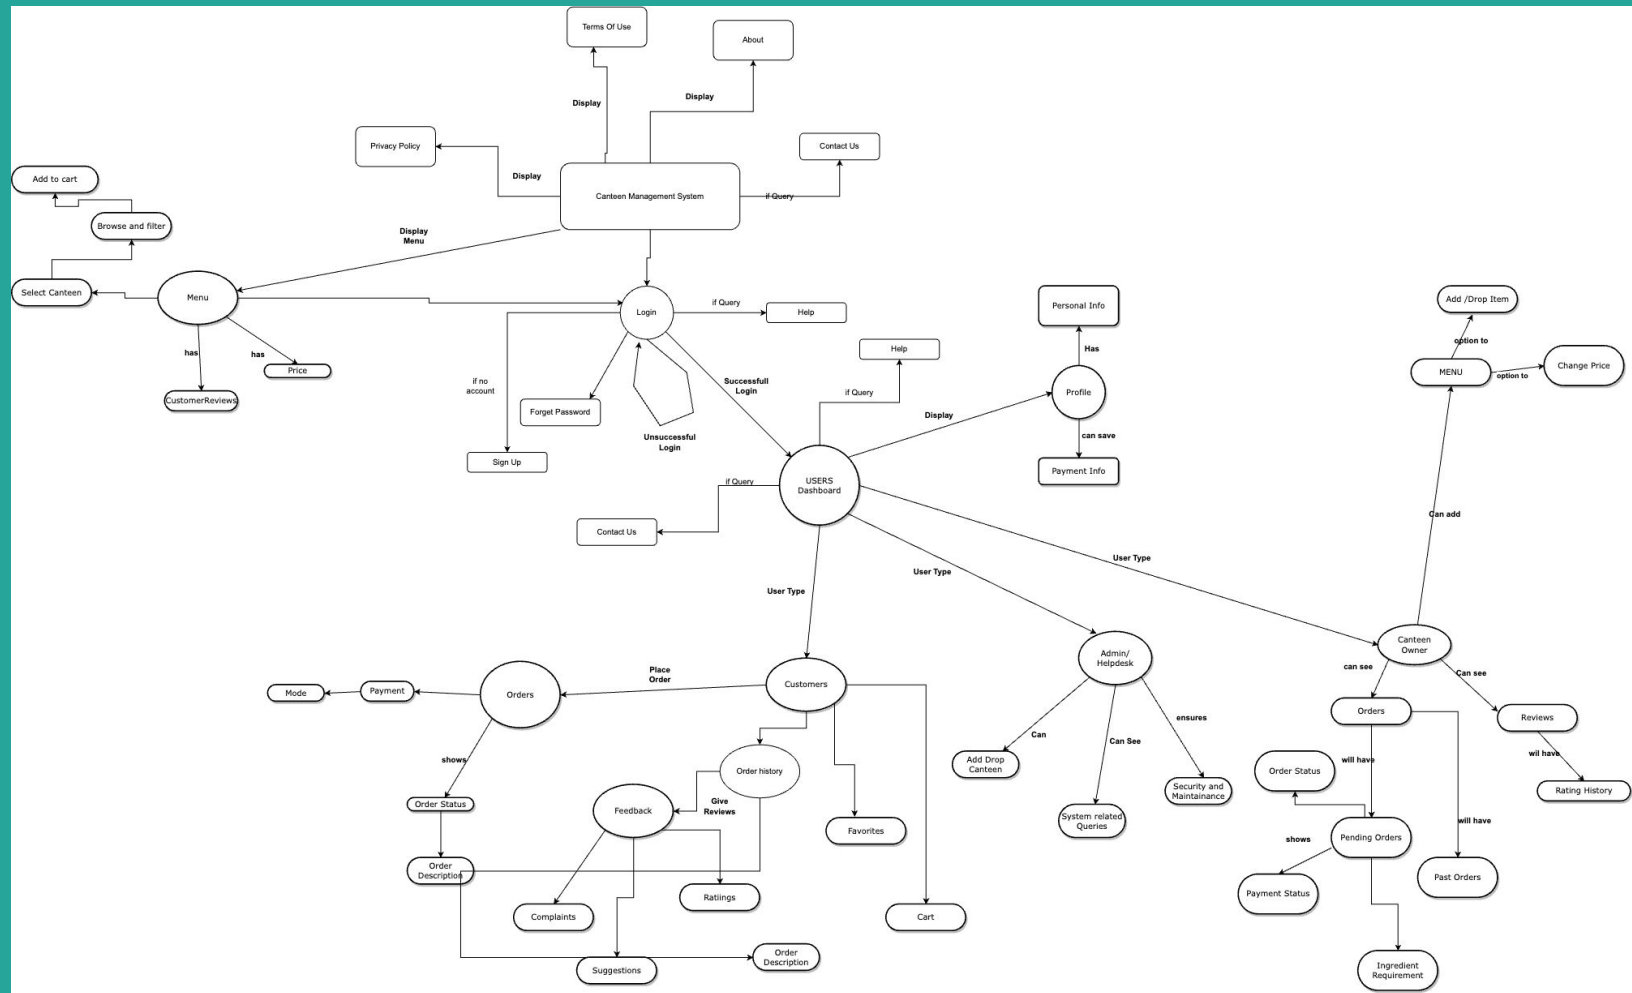 Terms Of Use
About
Display
Display
Privacy Policy
Contact Us
Display
Canteen Management System
if Query
Add to cart
Browse and filter
Display
Menu
Select Canteen
Menu
Login
if Query
Help
has
has
Price
CustomerReviews
if no
account
Forget Password
Successfull
Login
Unsuccessful
Login
Sign Up
Help
if Query
Display
Personal Info
Has
Profile
can save
Payment Info
USERS
Dashboard
if Query
Contact Us
Add /Drop Item
option to
MENU
option to
Change Price
Can add
User Type
User Type
User Type
Canteen
Owner
can see
Can see
Admin/
Helpdesk
Customers
Place
Order
Orders
Payment
Mode
shows
Order Status
Order
Description
Order history
Give
Reviews
Feedback
Favorites
Complaints
Ratiings
Cart
Suggestions
Order
Description
Can
Can See
ensures
Add Drop
Canteen
System related
Queries
Security and
Maintainance
Orders
Reviews
wil have
Rating History
will have
Order Status
will have
Pending Orders
shows
Payment Status
Past Orders
Ingredient
Requirement